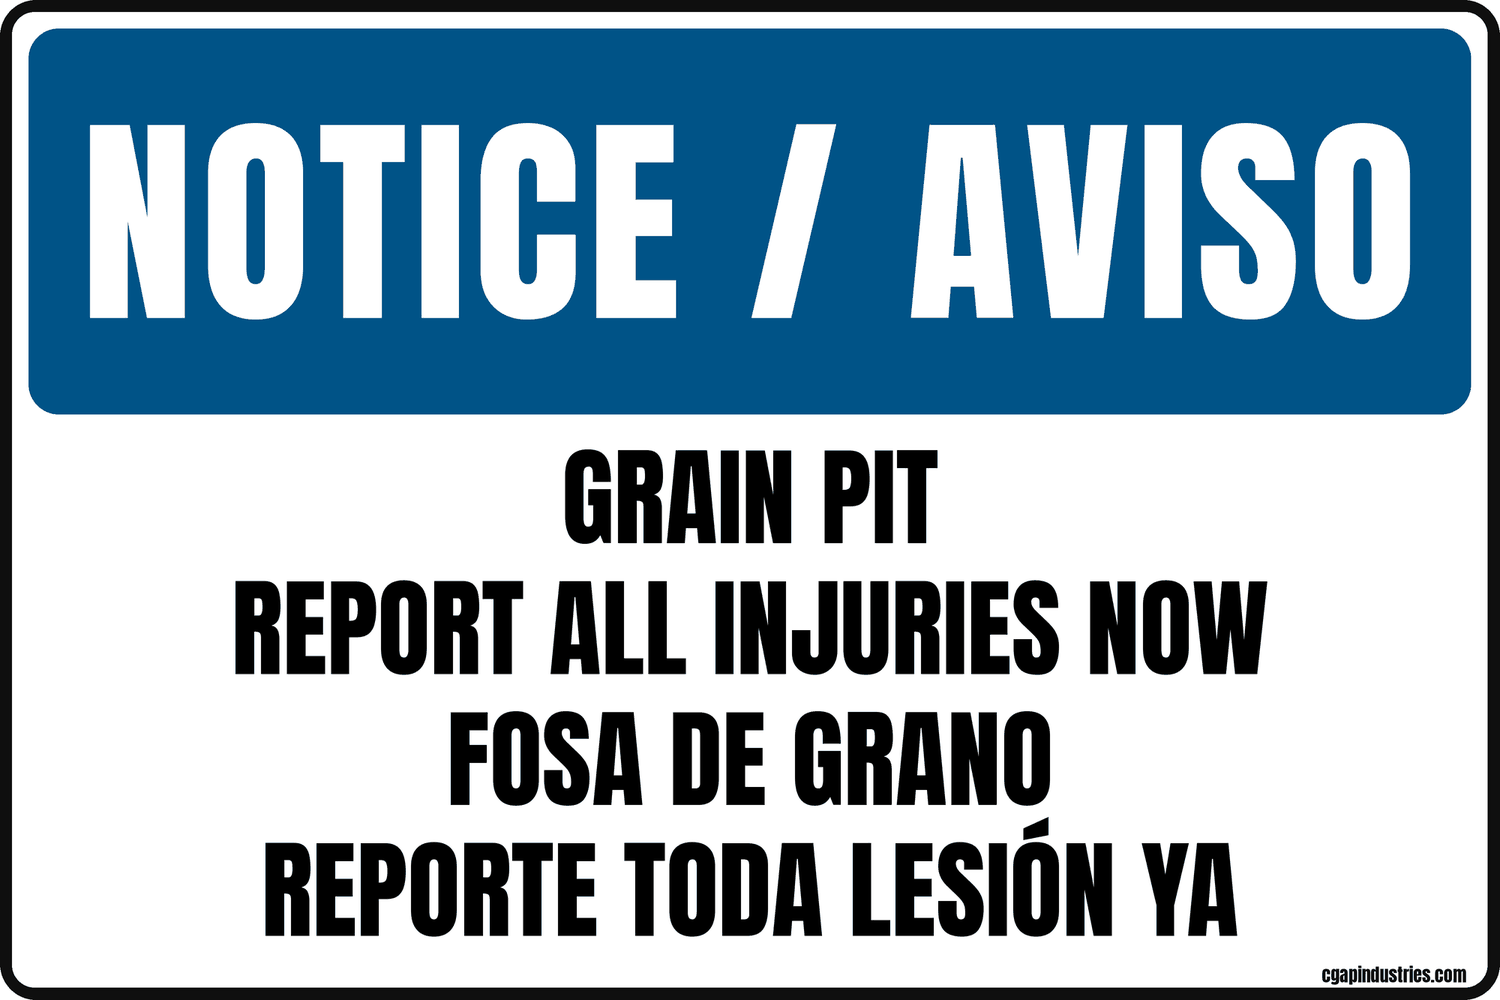 NOTICE / AVISO
GRAIN PIT
REPORT ALL INJURIES NOW
FOSA DE GRANO
REPORTE TODA LESIÓN YA
cgapindustries.com